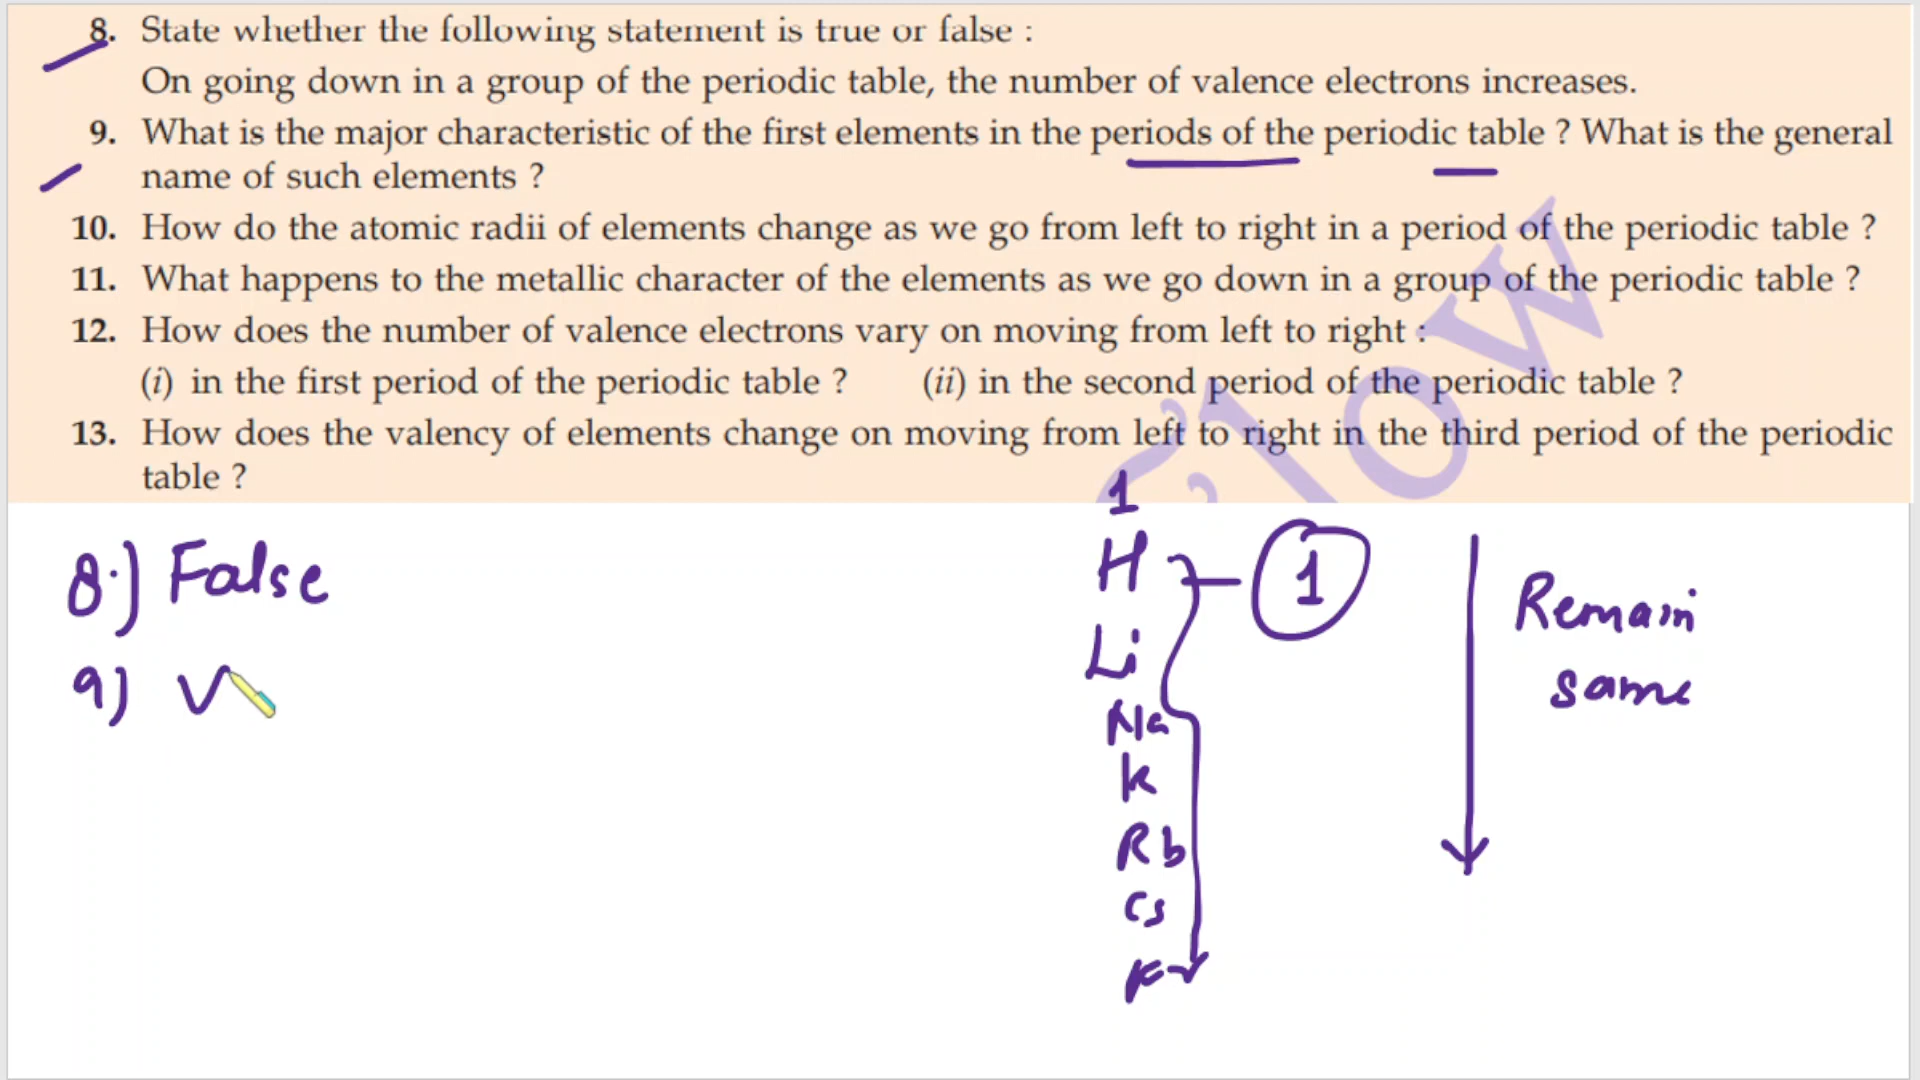 8. State whether the following statement is true or false :
On going down in a group of the periodic table, the number of valence electrons increases.
9. What is the major characteristic of the first elements in the periods of the periodic table ? What is the general
name of such elements ?
10. How do the atomic radii of elements change as we go from left to right in a period of the periodic table ?
11. What happens to the metallic character of the elements as we go down in a group of the periodic table ?
12. How does the number of valence electrons vary on moving from left to right :
(i) in the first period of the periodic table ? (ii) in the second period of the periodic table ?
13. How does the valency of elements change on moving from left to right in the third period of the periodic
table ?
8.) False
9) V
1
H
1
Li
Na
K
Rb
Cs
Remain
same